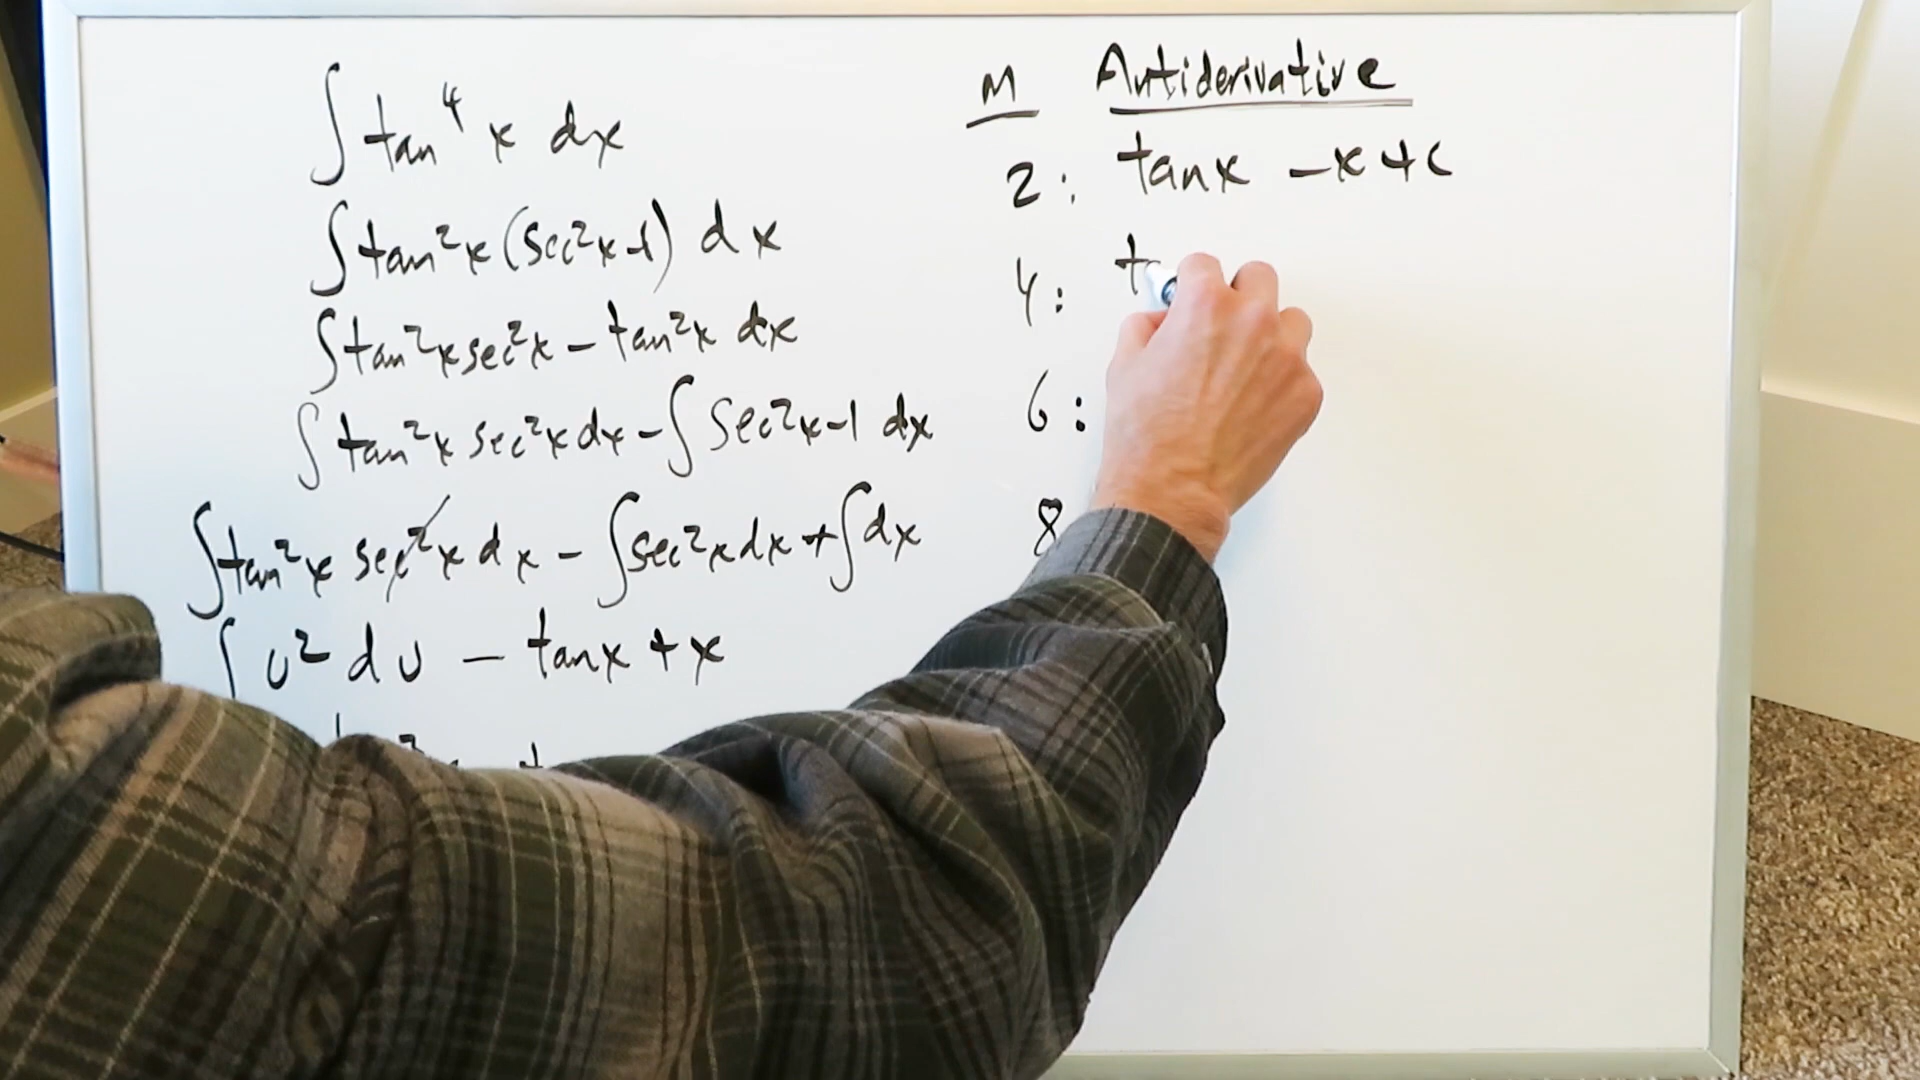 ∫ tan⁴ x dx
∫ tan²x (sec²x-1) dx
∫ tan²x sec²x - tan²x dx
∫ tan²x sec²x dx - ∫ sec²x-1 dx
∫ tan²x sec²x dx - ∫ sec²x dx + ∫ dx
∫ u² du - tanx + x
M Antiderivative
2: tanx -x+c
4:
6:
8